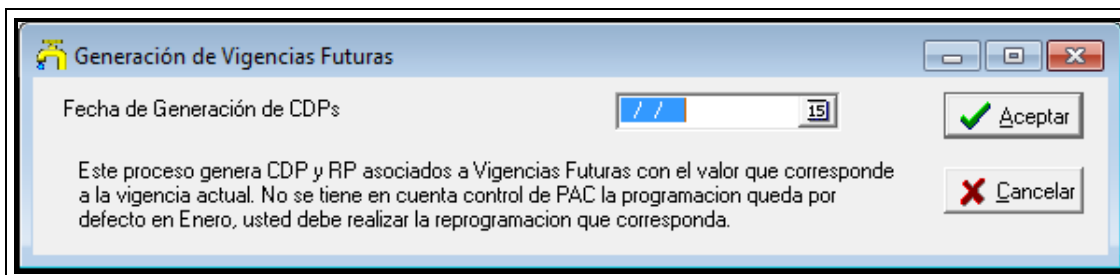 Generación de Vigencias Futuras
Fecha de Generación de CDPs
/ /
15
Aceptar
Este proceso genera CDP y RP asociados a Vigencias Futuras con el valor que corresponde
a la vigencia actual. No se tiene en cuenta control de PAC la programacion queda por
defecto en Enero, usted debe realizar la reprogramacion que corresponda.
Cancelar